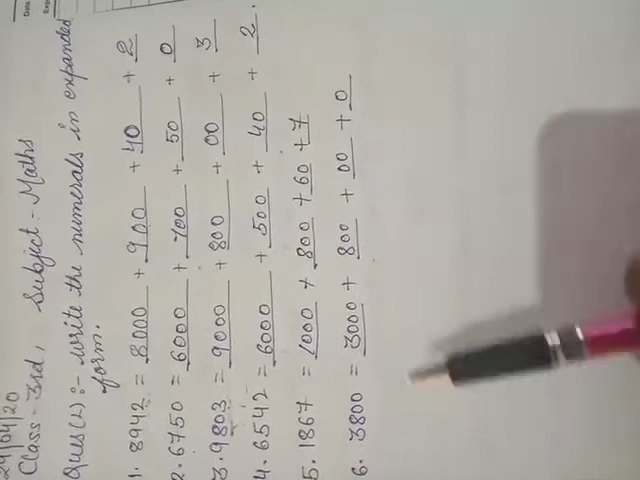 24/04/20
Class - 3rd, Subject - Maths
Ques(2):- write the numerals in expanded
form.
1. 8942 = 8000 + 900 + 40 + 2
2. 6750 = 6000 + 700 + 50 + 0
3. 9803 = 9000 + 800 + 00 + 3
4. 6542 = 6000 + 500 + 40 + 2.
5. 1867 = 1000 + 800 + 60 + 7
6. 3800 = 3000 + 800 + 00 + 0
Date